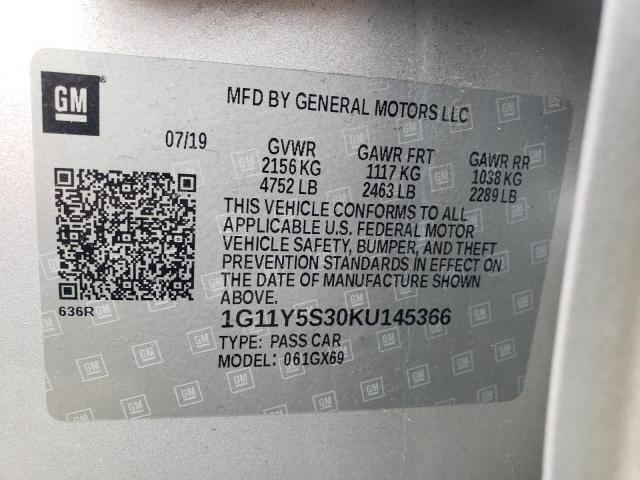 GM
MFD BY GENERAL MOTORS LLC
07/19
GVWR GAWR FRT GAWR RR
2156 KG 1117 KG 1038 KG
4752 LB 2463 LB 2289 LB
THIS VEHICLE CONFORMS TO ALL
APPLICABLE U.S. FEDERAL MOTOR
VEHICLE SAFETY, BUMPER, AND THEFT
PREVENTION STANDARDS IN EFFECT ON
THE DATE OF MANUFACTURE SHOWN
ABOVE.
636R
1G11Y5S30KU145366
TYPE: PASS CAR
MODEL: 061GX69